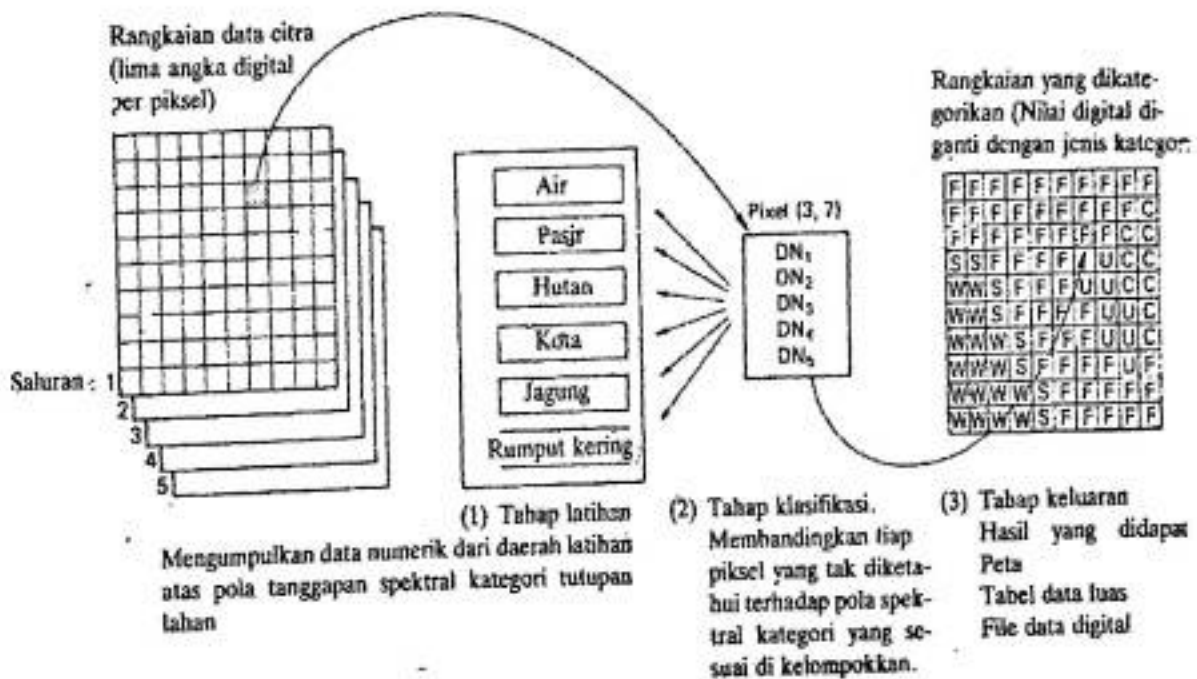 Rangkaian data citra
(lima angka digital
per piksel)
Saluran : 1
2
3
4
5
Air
Pasir
Hutan
Kota
Jagung
Rumput kering
(1) Tahap latihan
Mengumpulkan data numerik dari daerah latihan
atas pola tanggapan spektral kategori tutupan
lahan
Pixel (3, 7)
DN₁
DN₂
DN₃
DN₄
DN₅
(2) Tahap klasifikasi.
Membandingkan tiap
piksel yang tak diketa-
hui terhadap pola spek-
tral kategori yang se-
suai di kelompokkan.
Rangkaian yang dikate-
gorikan (Nilai digital di-
ganti dengan jenis kategori
F F F F F F F F F F
F F F F F F F F F C
F F F F F F F F C C
S S F F F F U C C
W W S F F F U U C C
W W S F F F F U U C
W W W S F F F U U C
W W W S F F F F U F
W W W W S F F F F F
W W W W S F F F F F
(3) Tahap keluaran
Hasil yang didapat
Peta
Tabel data luas
File data digital